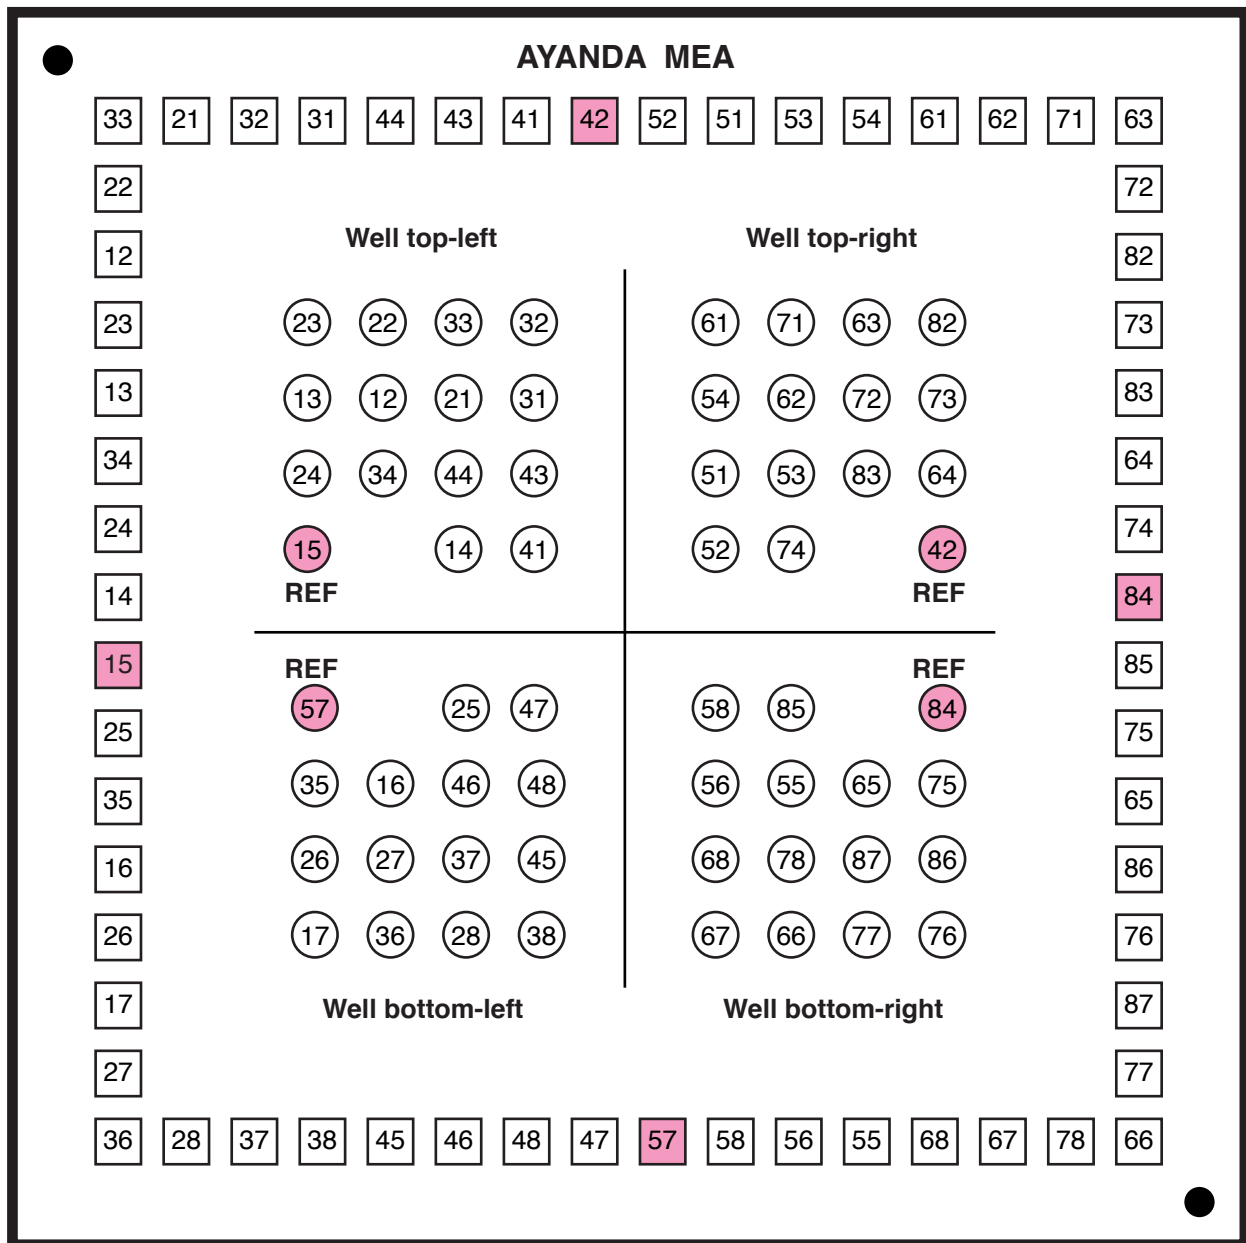 AYANDA MEA
33 21 32 31 44 43 41 42 52 51 53 54 61 62 71 63
22 72
12 82
Well top-left Well top-right
23 23 22 33 32 61 71 63 82 73
13 13 12 21 31 54 62 72 73 83
34 24 34 44 43 51 53 83 64 64
24 15 14 41 52 74 42 74
14 REF REF 84
15 REF REF 85
25 57 25 47 58 85 84 75
35 35 16 46 48 56 55 65 75 65
16 26 27 37 45 68 78 87 86 86
26 17 36 28 38 67 66 77 76 76
17 Well bottom-left Well bottom-right 87
27 77
36 28 37 38 45 46 48 47 57 58 56 55 68 67 78 66